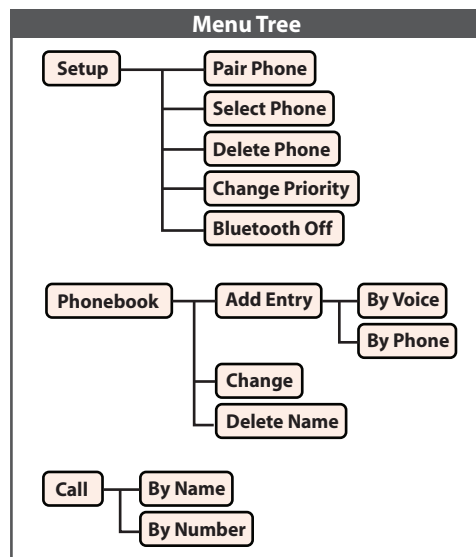 Menu Tree
Setup
Pair Phone
Select Phone
Delete Phone
Change Priority
Bluetooth Off
Phonebook
Add Entry
By Voice
By Phone
Change
Delete Name
Call
By Name
By Number